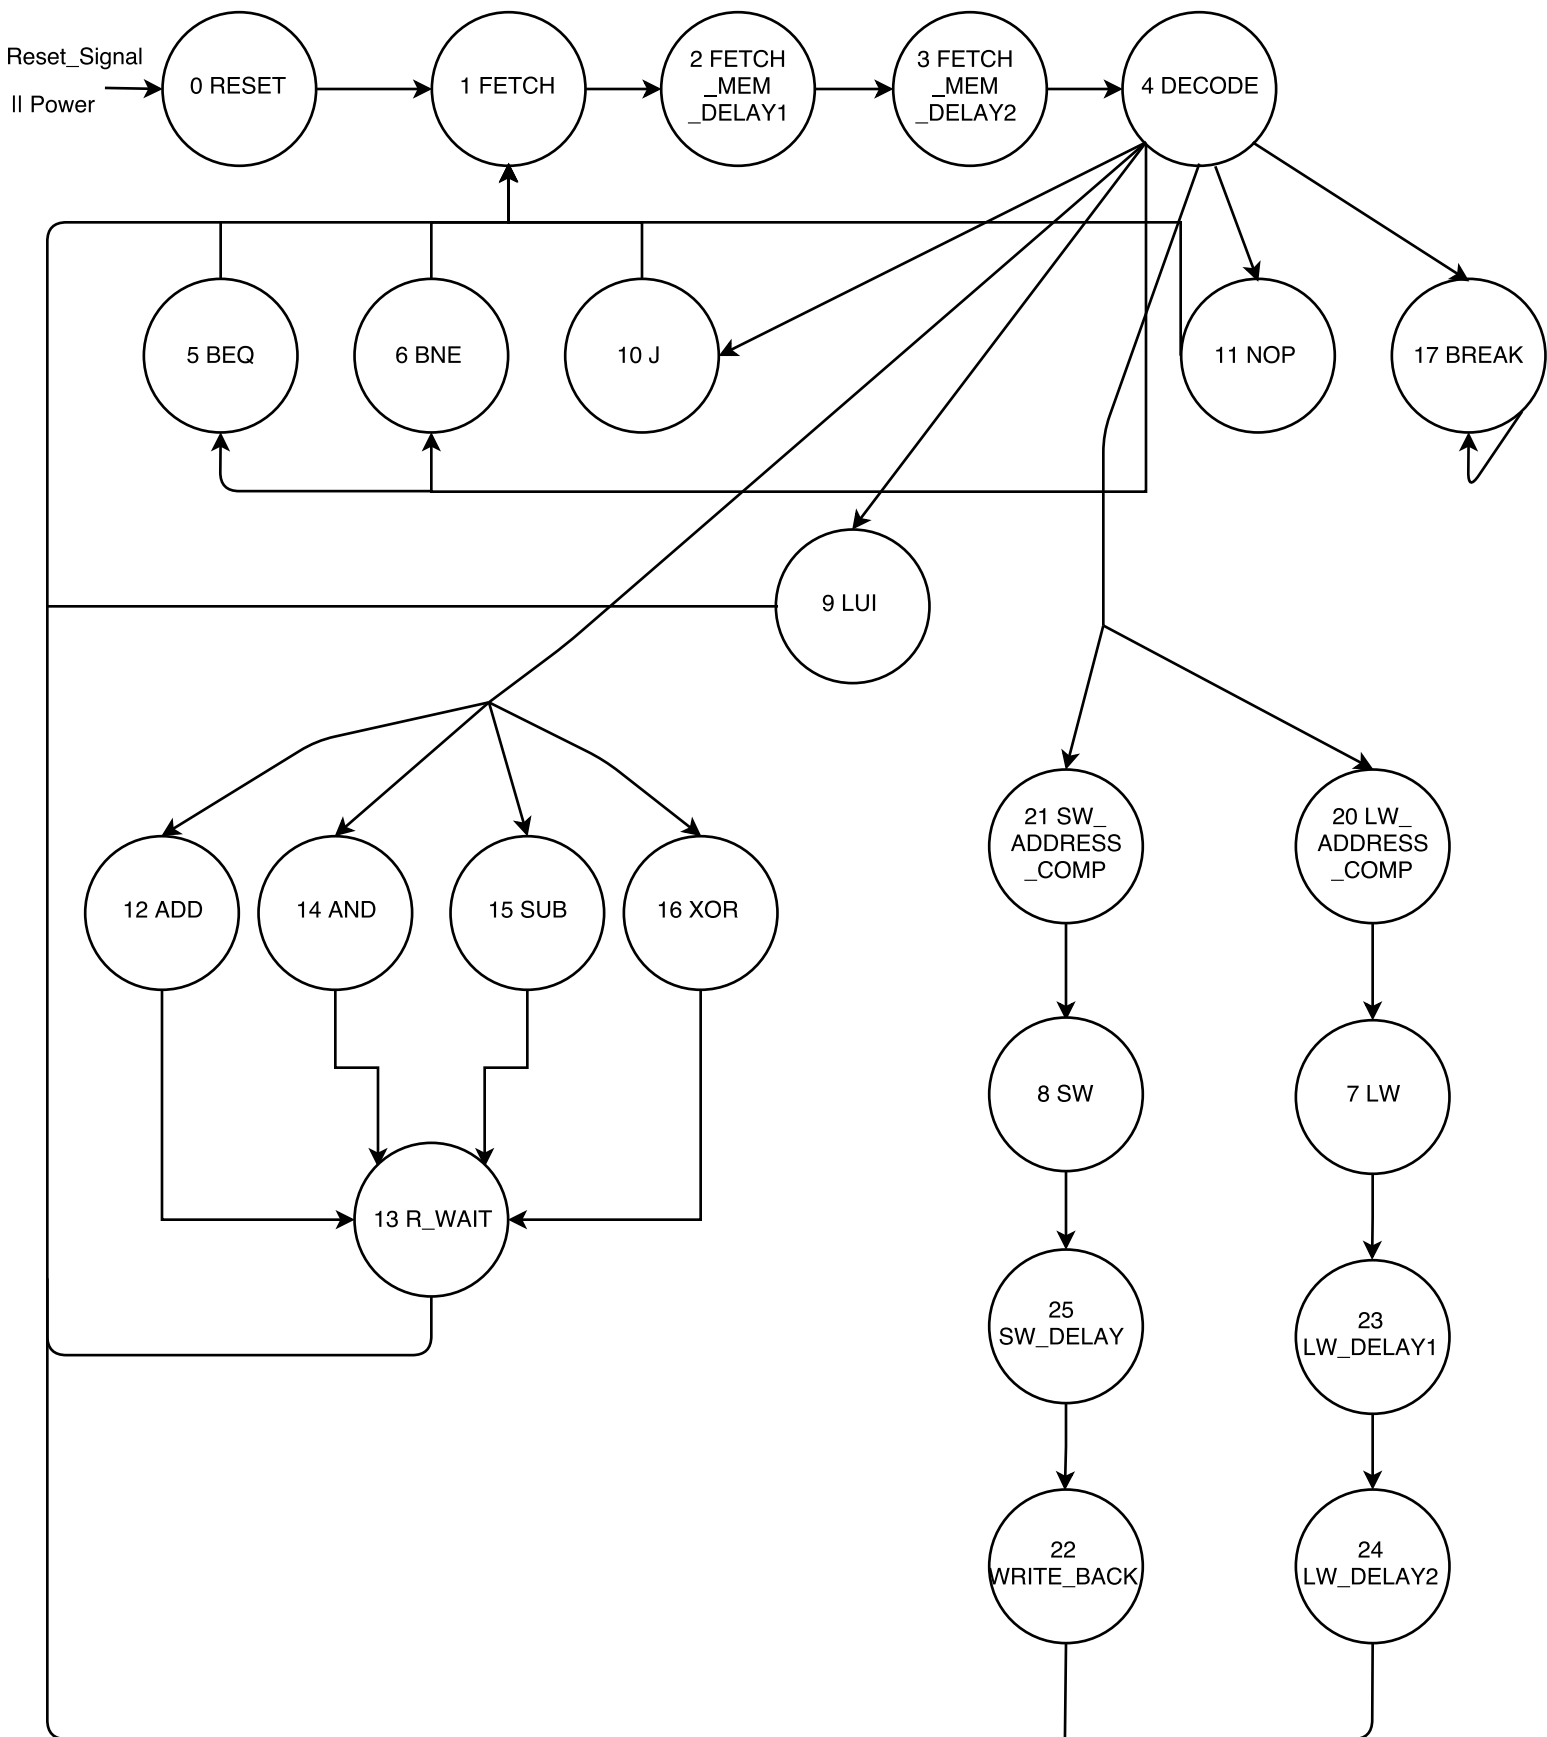 Reset_Signal
|| Power
0 RESET
1 FETCH
2 FETCH
_MEM
_DELAY1
3 FETCH
_MEM
_DELAY2
4 DECODE
5 BEQ
6 BNE
10 J
11 NOP
17 BREAK
9 LUI
21 SW_
ADDRESS
_COMP
20 LW_
ADDRESS
_COMP
12 ADD
14 AND
15 SUB
16 XOR
8 SW
7 LW
13 R_WAIT
25
SW_DELAY
23
LW_DELAY1
22
WRITE_BACK
24
LW_DELAY2